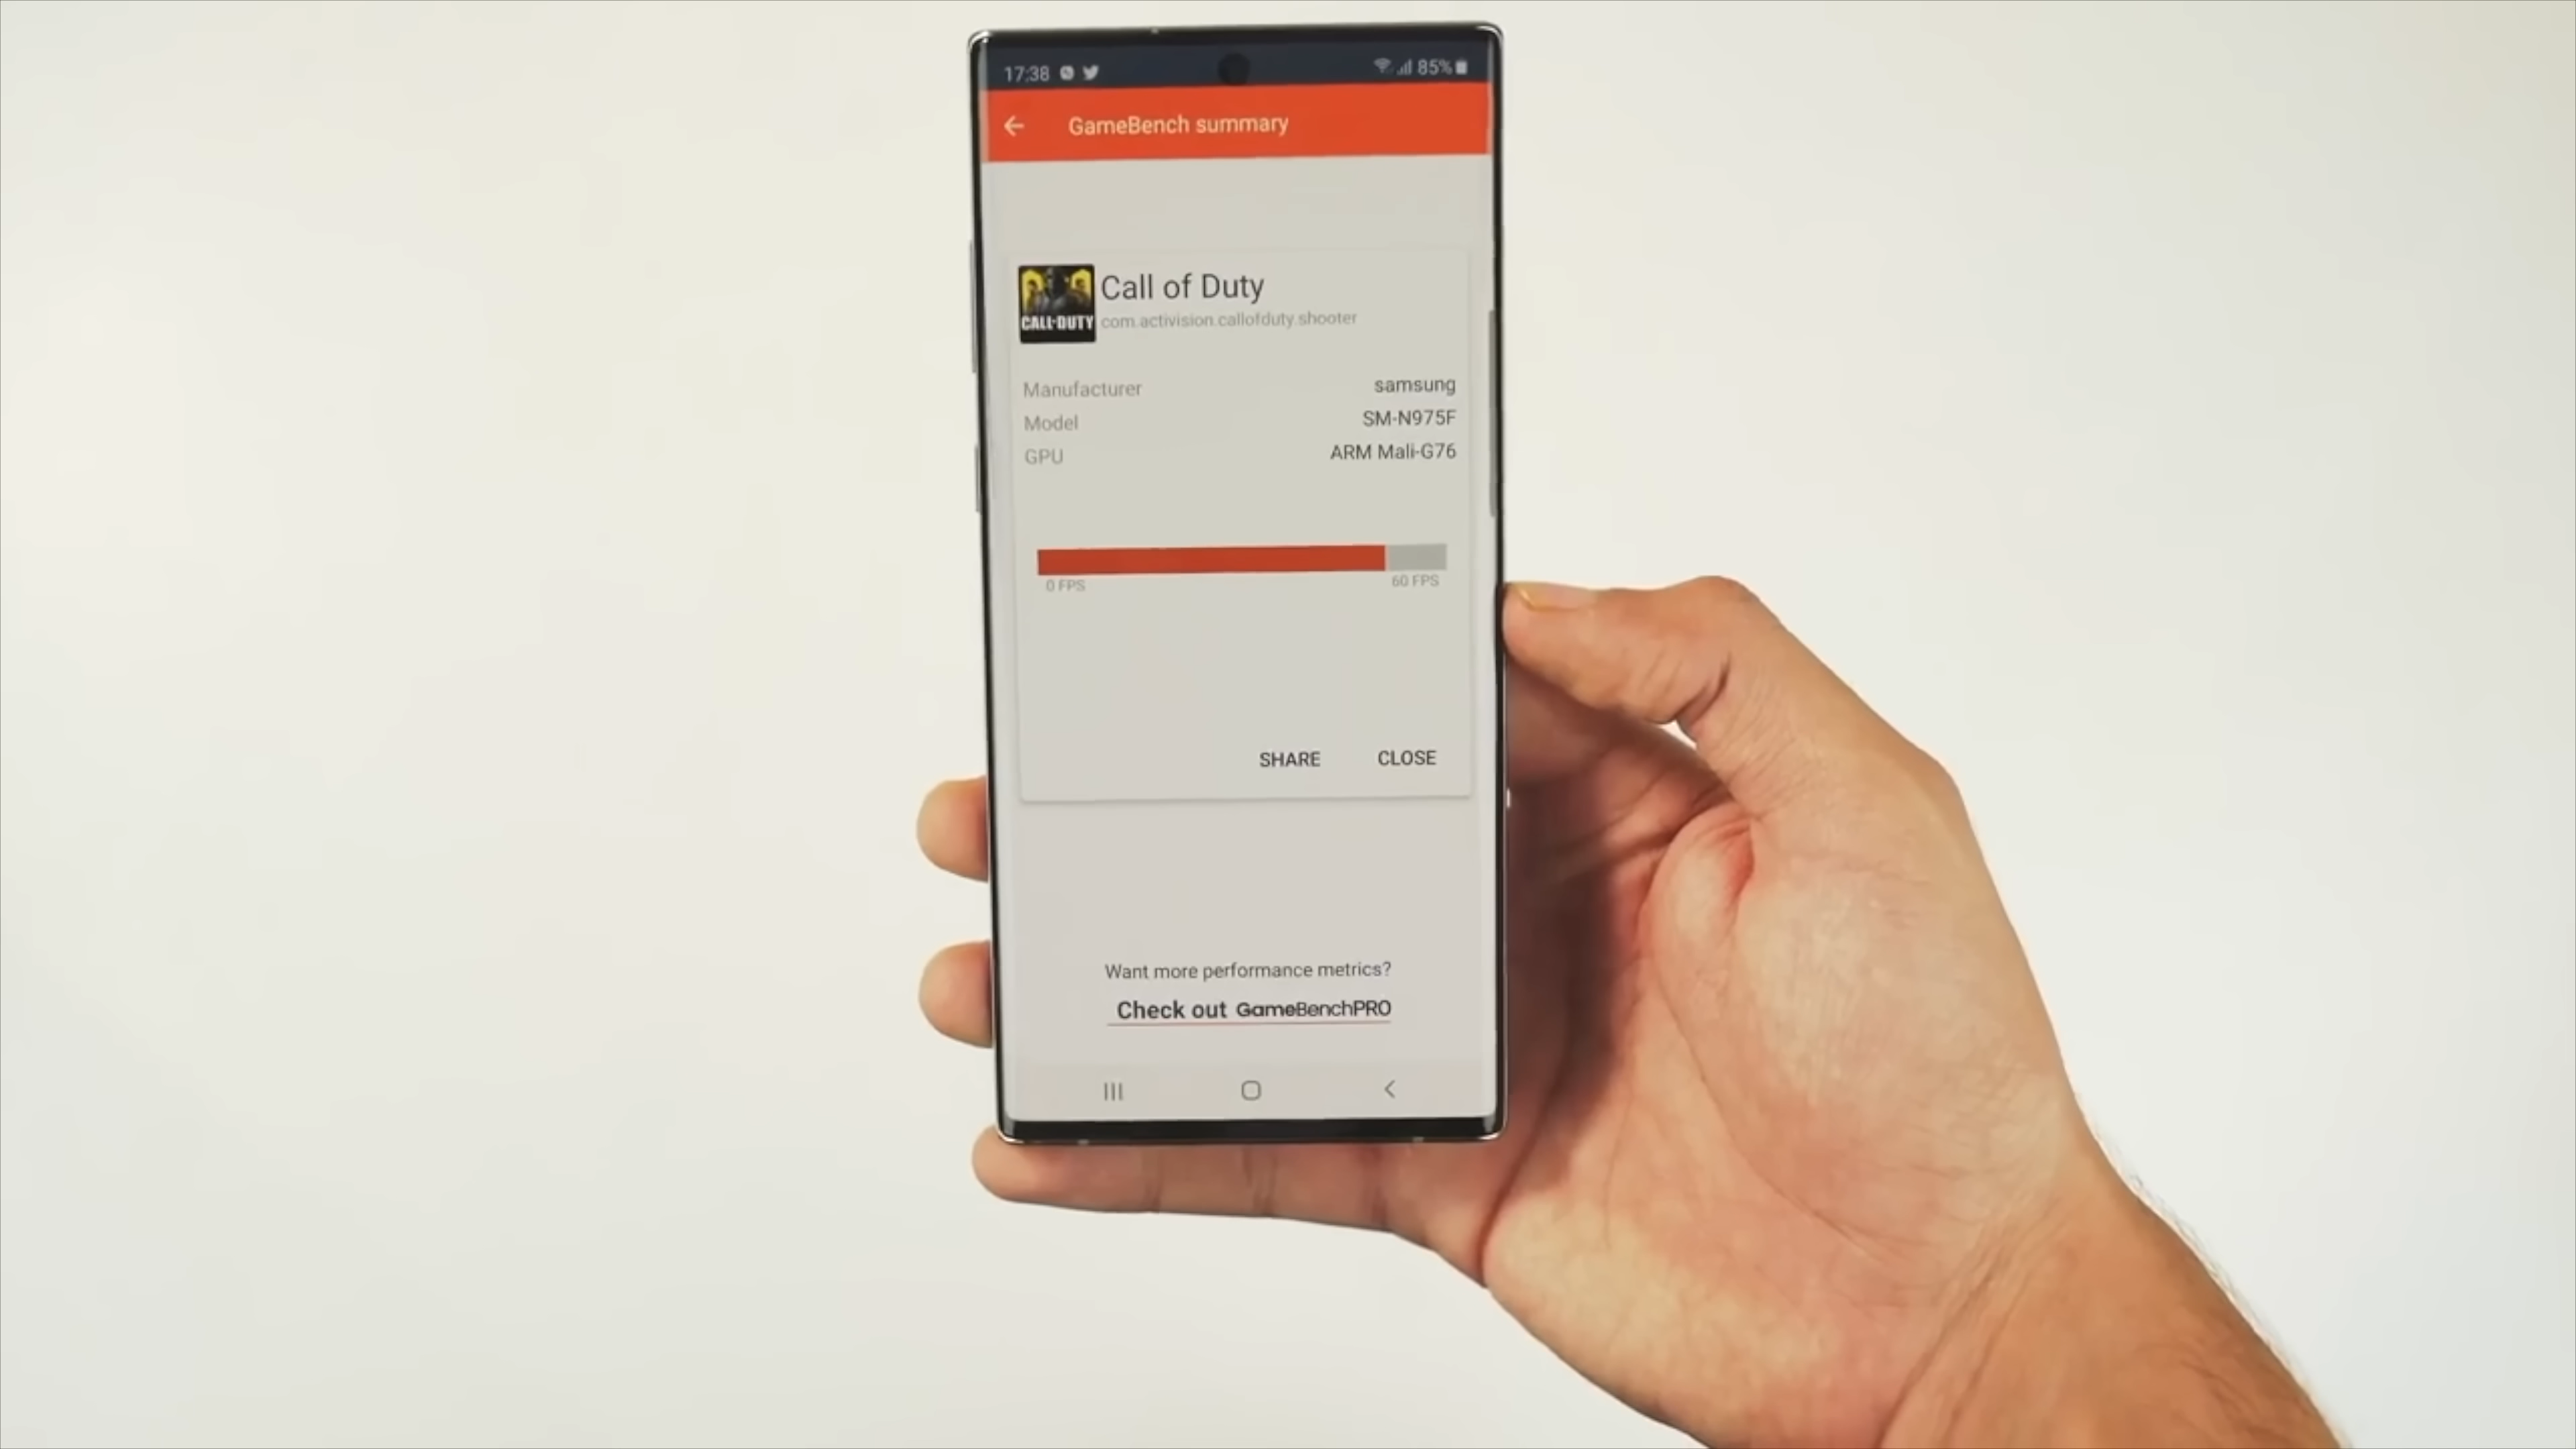 17:38 85%
GameBench summary
Call of Duty
CALL·DUTY com.activision.callofduty.shooter
Manufacturer samsung
Model SM-N975F
GPU ARM Mali-G76
0 FPS 60 FPS
SHARE CLOSE
Want more performance metrics?
Check out GameBenchPRO